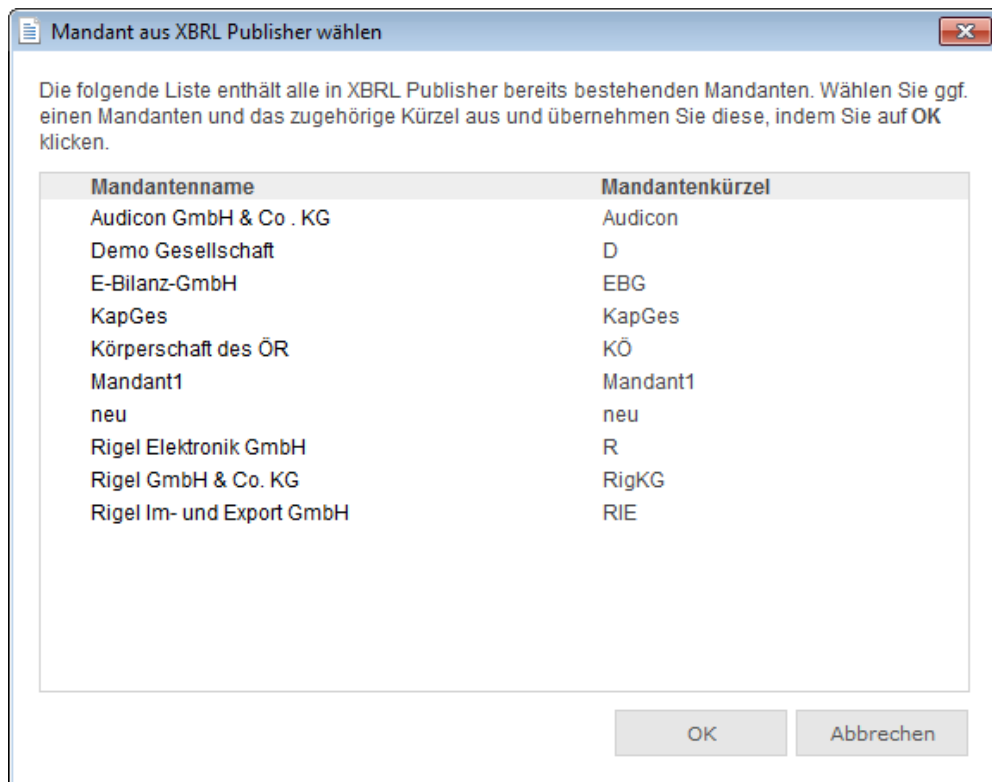 Mandant aus XBRL Publisher wählen
Die folgende Liste enthält alle in XBRL Publisher bereits bestehenden Mandanten. Wählen Sie ggf.
einen Mandanten und das zugehörige Kürzel aus und übernehmen Sie diese, indem Sie auf OK
klicken.
Mandantenname Mandantenkürzel
Audicon GmbH & Co . KG Audicon
Demo Gesellschaft D
E-Bilanz-GmbH EBG
KapGes KapGes
Körperschaft des ÖR KÖ
Mandant1 Mandant1
neu neu
Rigel Elektronik GmbH R
Rigel GmbH & Co. KG RigKG
Rigel Im- und Export GmbH RIE
OK Abbrechen